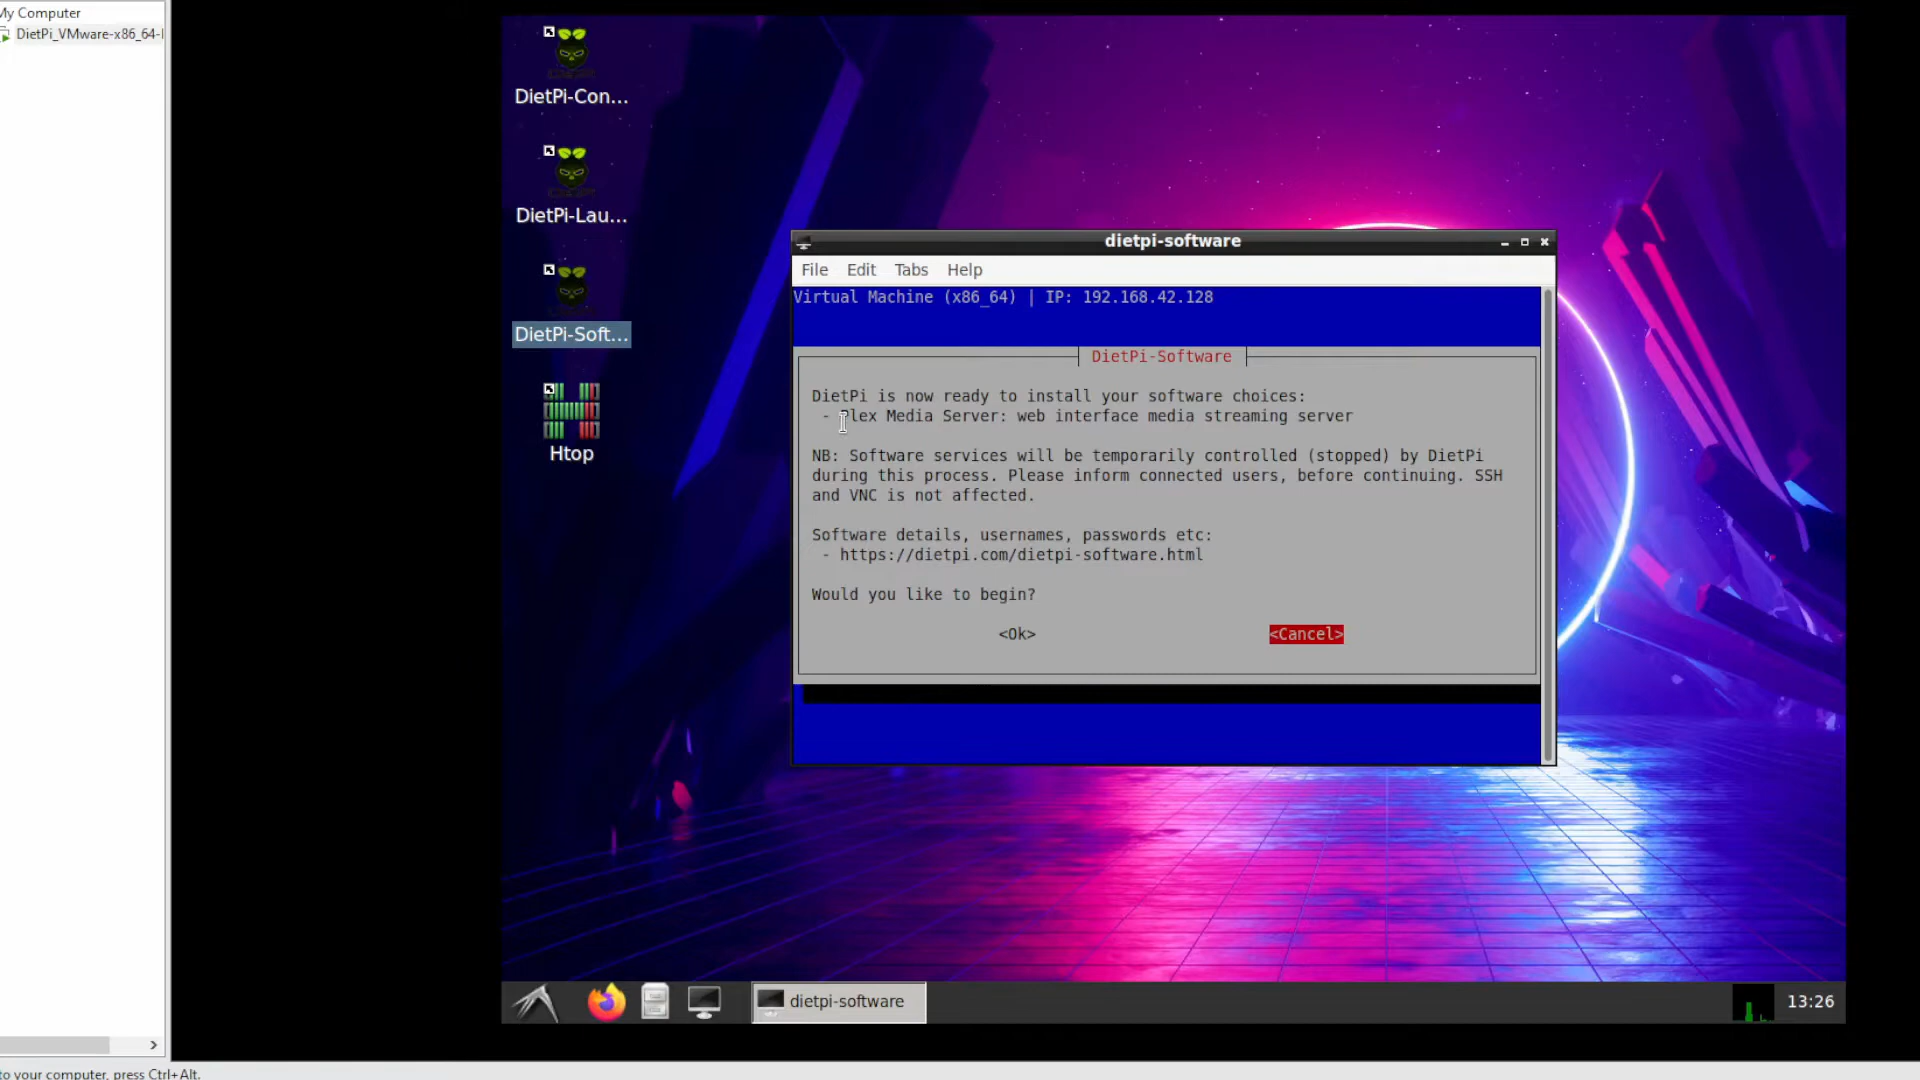 My Computer
DietPi_VMware-x86_64-
DietPi-Con...
DietPi-Lau...
DietPi-Soft...
Htop
dietpi-software
File Edit Tabs Help
Virtual Machine (x86_64) | IP: 192.168.42.128
DietPi-Software
DietPi is now ready to install your software choices:
- Plex Media Server: web interface media streaming server
NB: Software services will be temporarily controlled (stopped) by DietPi
during this process. Please inform connected users, before continuing. SSH
and VNC is not affected.
Software details, usernames, passwords etc:
- https://dietpi.com/dietpi-software.html
Would you like to begin?
<Ok> <Cancel>
dietpi-software
13:26
to your computer, press Ctrl+Alt.